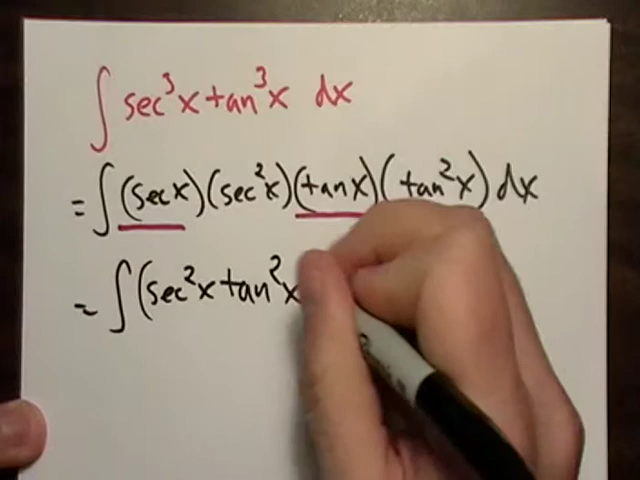 ∫ sec³x tan³x dx
= ∫ (sec x)(sec²x)(tan x)(tan²x) dx
= ∫ (sec²x tan²x